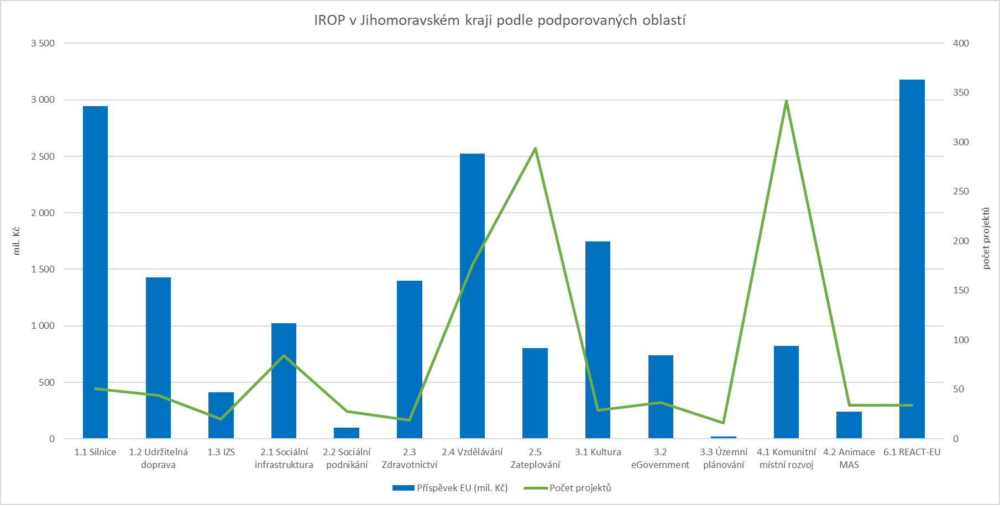 IROP v Jihomoravském kraji podle podporovaných oblastí
3 500
3 000
2 500
2 000
1 500
1 000
500
0
mil. Kč
400
350
300
250
200
150
100
50
0
počet projektů
1.1 Silnice
1.2 Udržitelná
doprava
1.3 IZS
2.1 Sociální
infrastruktura
2.2 Sociální
podnikání
2.3
Zdravotnictví
2.4 Vzdělávání
2.5
Zateplování
3.1 Kultura
3.2
eGovernment
3.3 Územní
plánování
4.1 Komunitní
místní rozvoj
4.2 Animace
MAS
6.1 REACT-EU
Příspěvek EU (mil. Kč)
Počet projektů